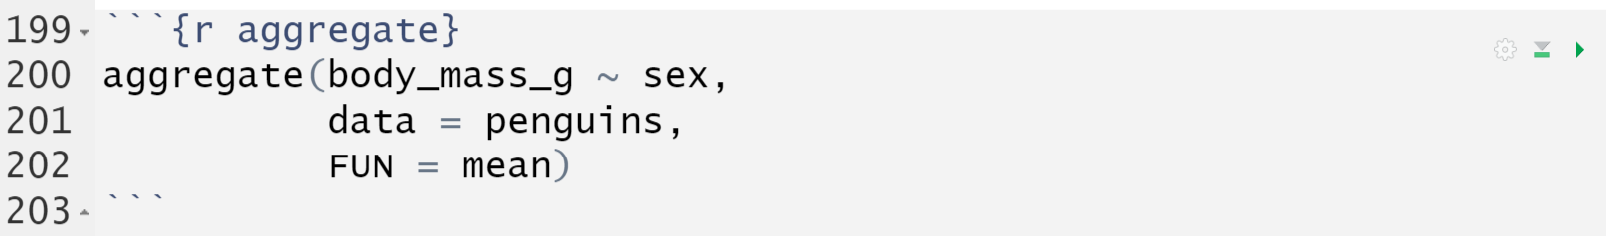 199 ```{r aggregate}
200 aggregate(body_mass_g ~ sex,
201           data = penguins,
202           FUN = mean)
203 ```